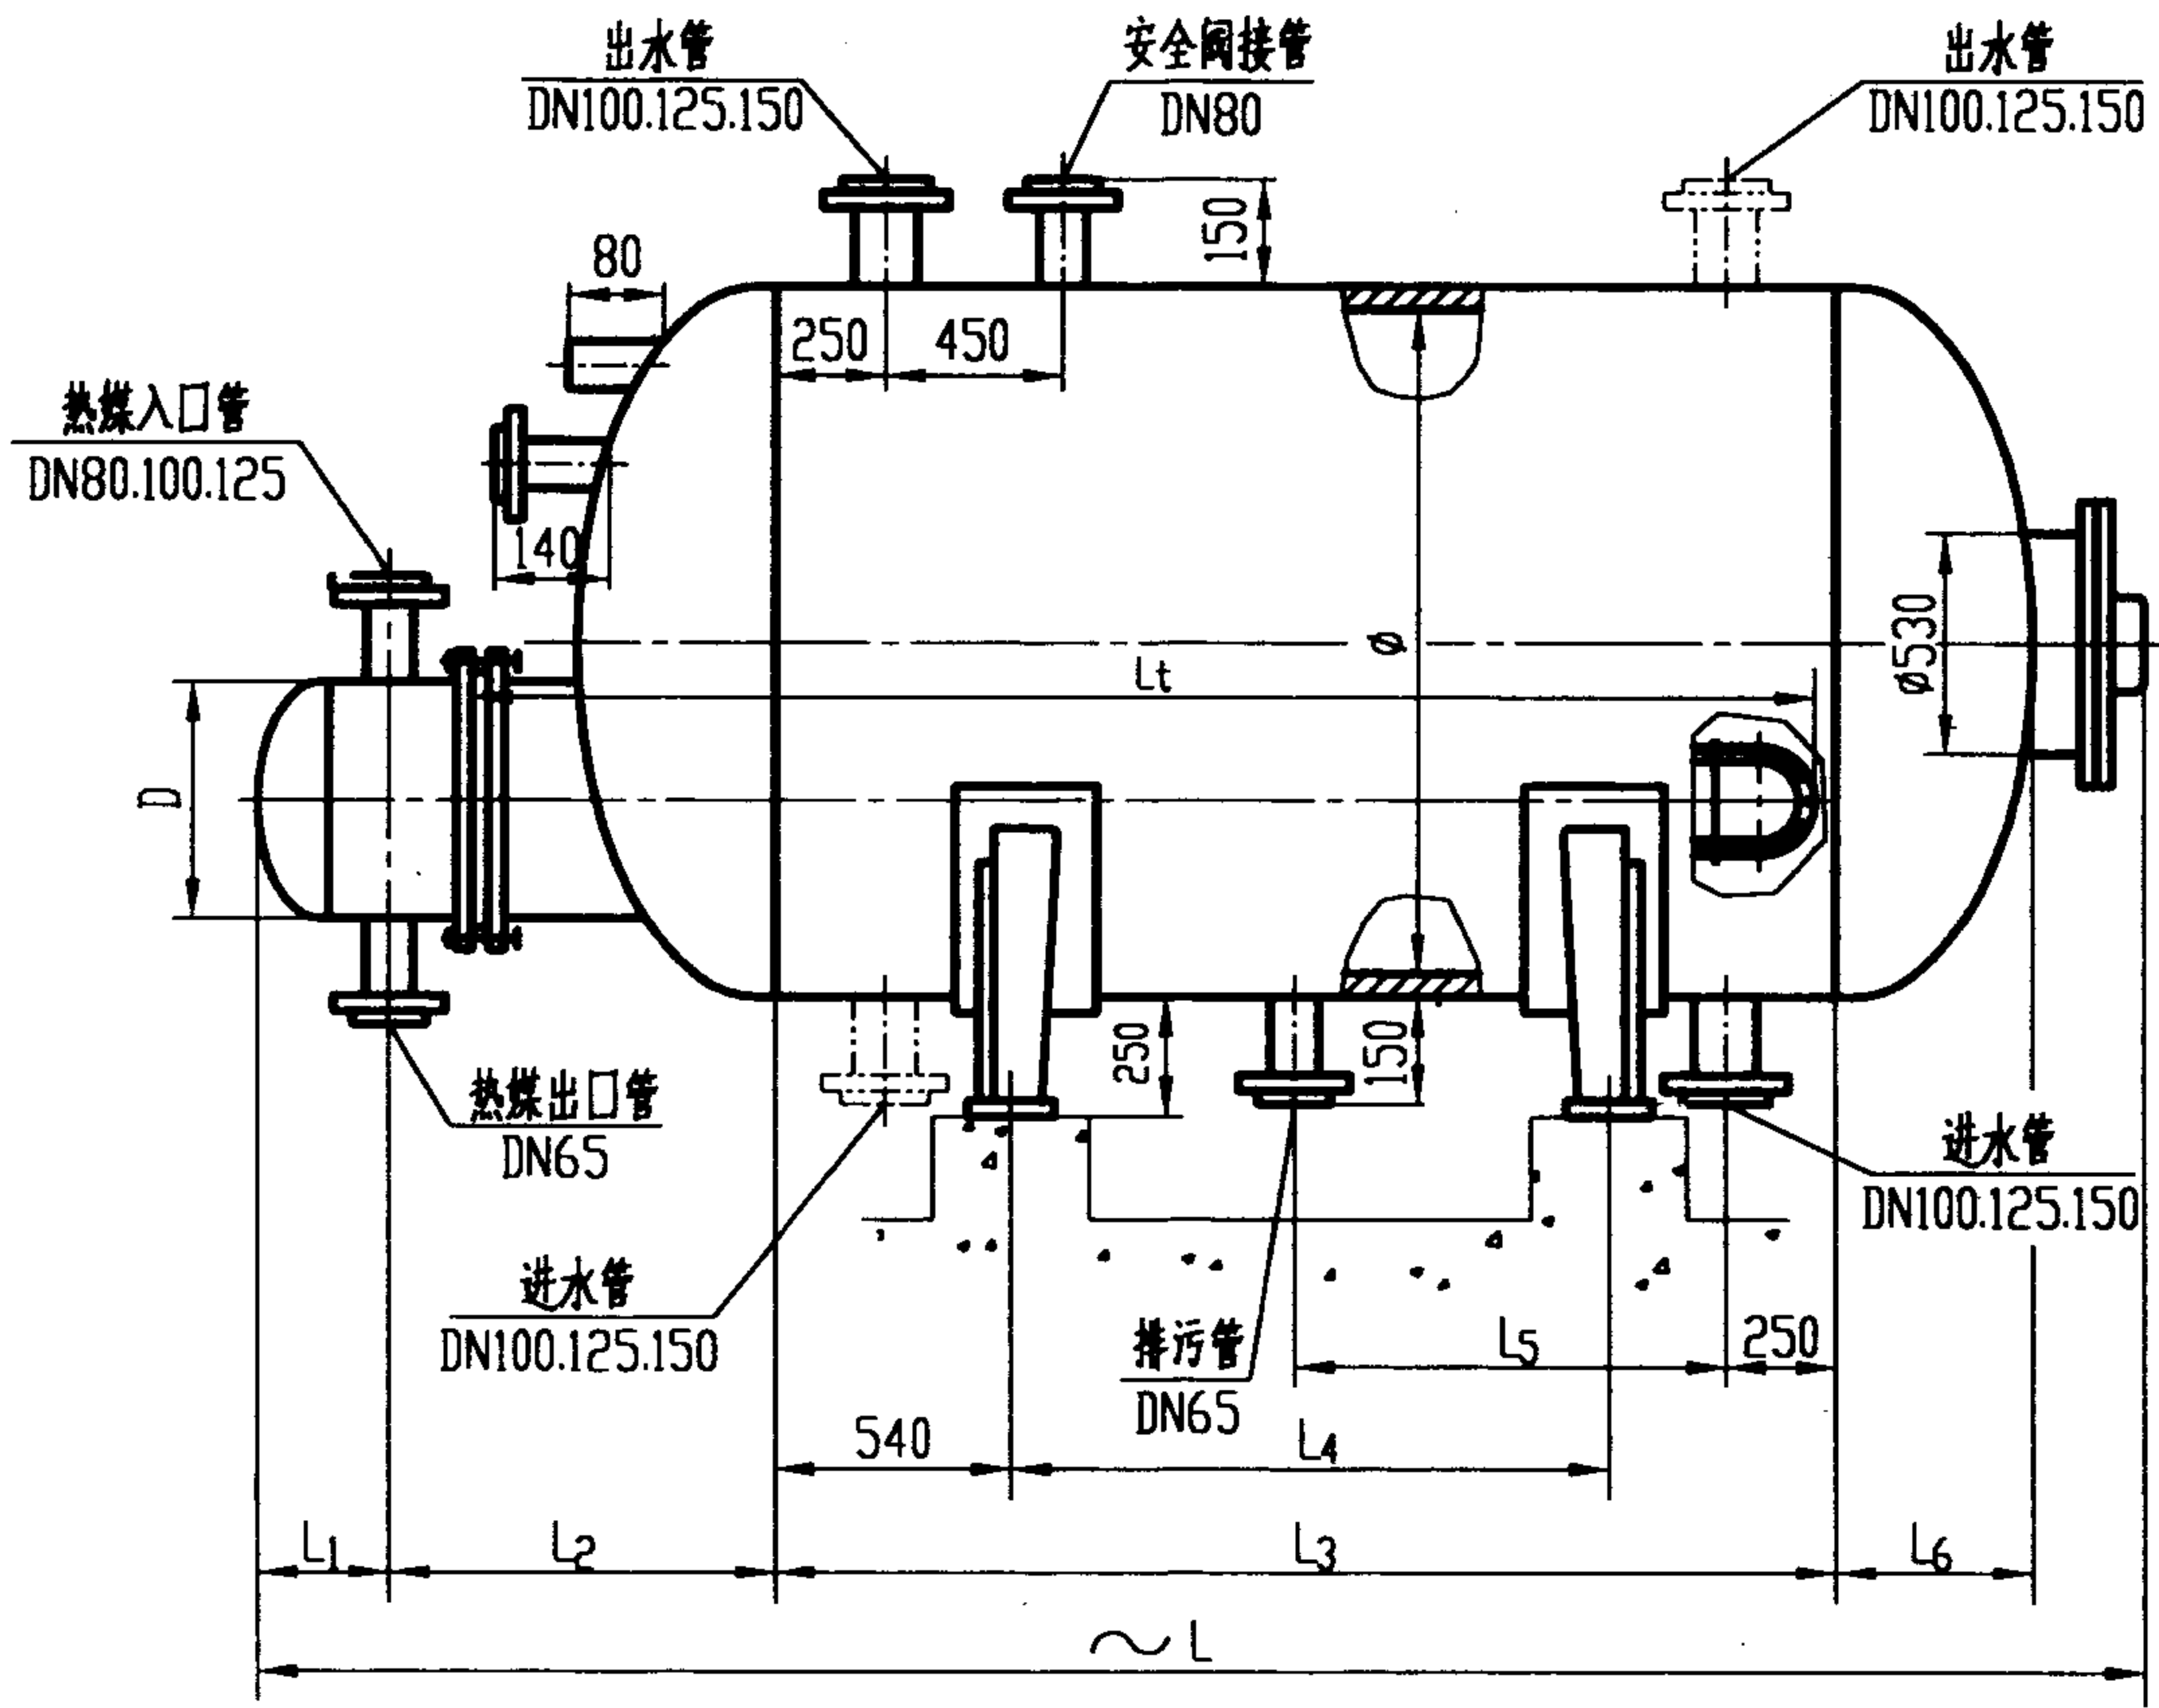 出水管
DN100.125.150
安全阀接管
DN80
出水管
DN100.125.150
150
80
250
450
热媒入口管
DN80.100.125
140
Lt
Ø
Ø530
D
250
150
热媒出口管
DN65
进水管
DN100.125.150
进水管
DN100.125.150
排污管
DN65
L5
250
540
L4
L1
L2
L3
L6
~L